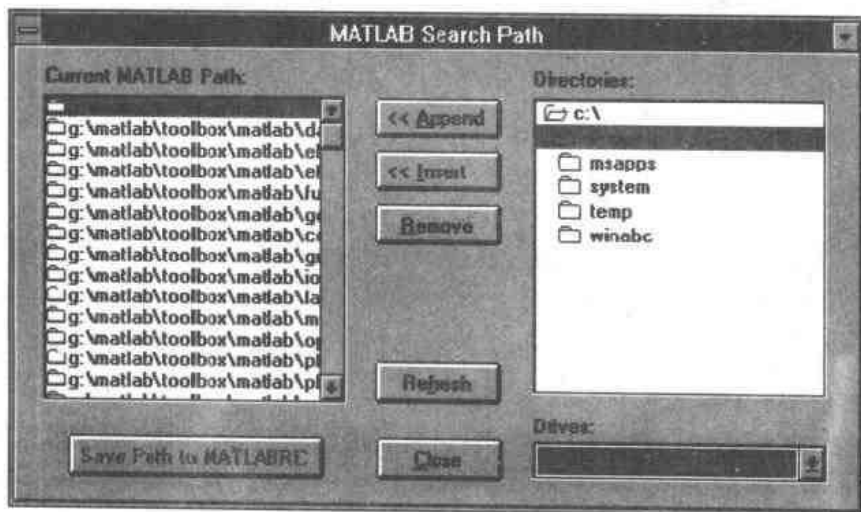 MATLAB Search Path
Current MATLAB Path:
g:\matlab\toolbox\matlab\da
g:\matlab\toolbox\matlab\el
g:\matlab\toolbox\matlab\el
g:\matlab\toolbox\matlab\fu
g:\matlab\toolbox\matlab\ge
g:\matlab\toolbox\matlab\co
g:\matlab\toolbox\matlab\gr
g:\matlab\toolbox\matlab\io
g:\matlab\toolbox\matlab\la
g:\matlab\toolbox\matlab\m
g:\matlab\toolbox\matlab\op
g:\matlab\toolbox\matlab\pl
g:\matlab\toolbox\matlab\pl
Save Path to MATLABRC
<< Append
<< Insert
Remove
Refresh
Close
Directories:
c:\
msapps
system
temp
winabc
Drives: